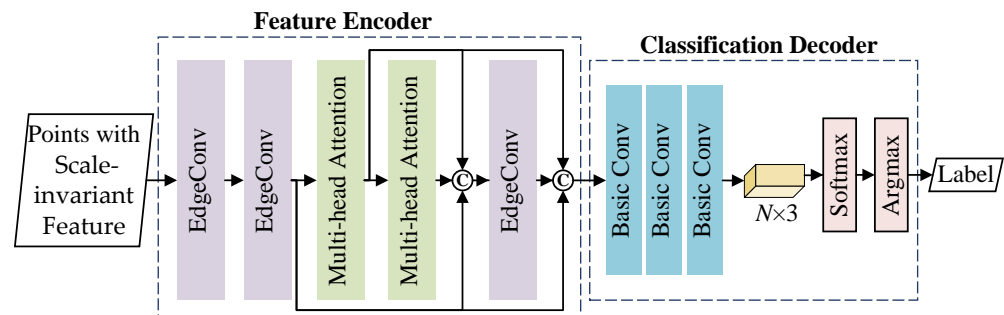 Feature Encoder
Classification Decoder
Points with
Scale-
invariant
Feature
EdgeConv
EdgeConv
Multi-head Attention
Multi-head Attention
C
EdgeConv
C
Basic Conv
Basic Conv
Basic Conv
N×3
Softmax
Argmax
Label